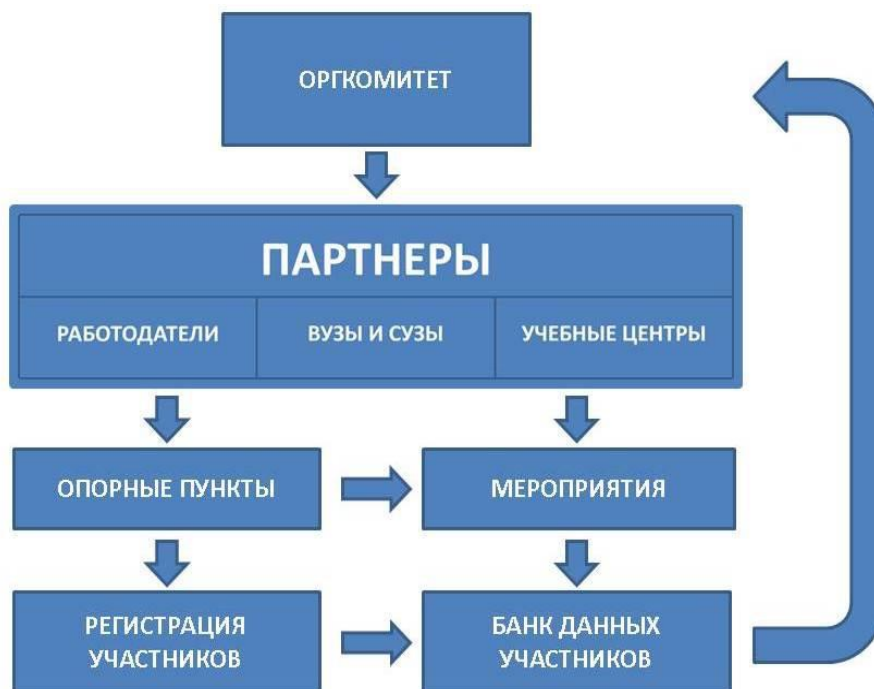 ОРГКОМИТЕТ
ПАРТНЕРЫ
РАБОТОДАТЕЛИ
ВУЗЫ И СУЗЫ
УЧЕБНЫЕ ЦЕНТРЫ
ОПОРНЫЕ ПУНКТЫ
МЕРОПРИЯТИЯ
РЕГИСТРАЦИЯ
УЧАСТНИКОВ
БАНК ДАННЫХ
УЧАСТНИКОВ